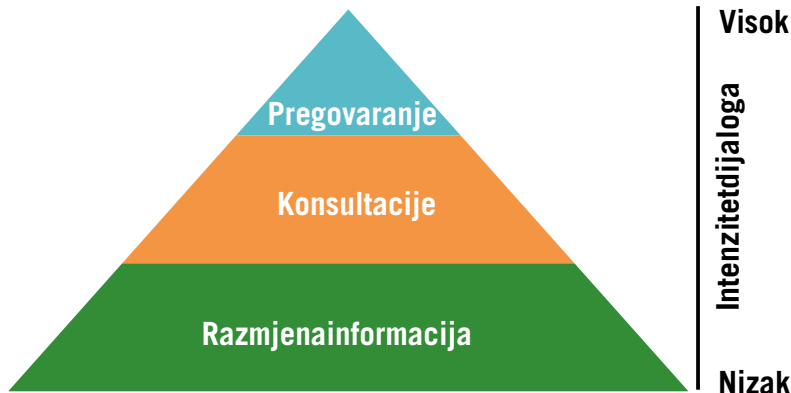 Visok
Pregovaranje
Konsultacije
Razmjenainformacija
Intenzitetdijaloga
Nizak